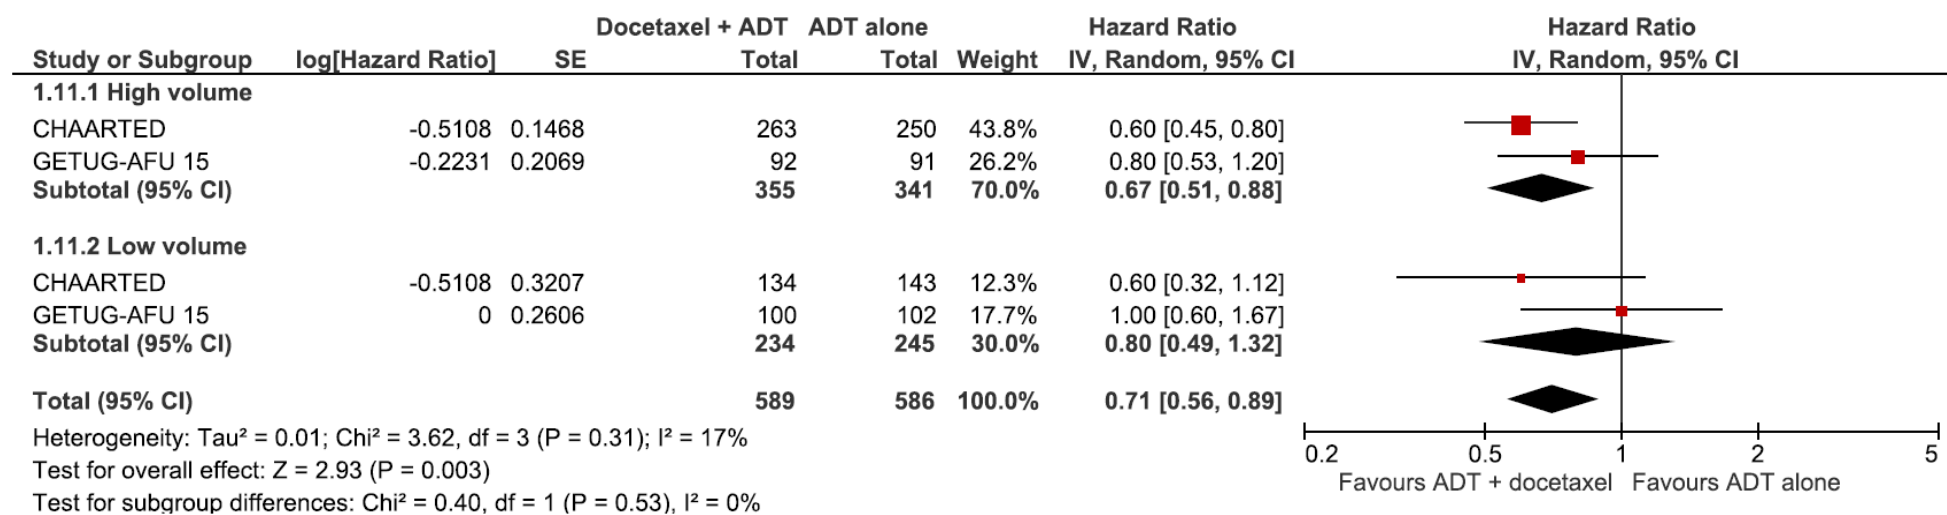 Docetaxel + ADT ADT alone Hazard Ratio Hazard Ratio
Study or Subgroup log[Hazard Ratio] SE Total Total Weight IV, Random, 95% CI IV, Random, 95% CI
1.11.1 High volume
CHAARTED -0.5108 0.1468 263 250 43.8% 0.60 [0.45, 0.80]
GETUG-AFU 15 -0.2231 0.2069 92 91 26.2% 0.80 [0.53, 1.20]
Subtotal (95% CI) 355 341 70.0% 0.67 [0.51, 0.88]
1.11.2 Low volume
CHAARTED -0.5108 0.3207 134 143 12.3% 0.60 [0.32, 1.12]
GETUG-AFU 15 0 0.2606 100 102 17.7% 1.00 [0.60, 1.67]
Subtotal (95% CI) 234 245 30.0% 0.80 [0.49, 1.32]
Total (95% CI) 589 586 100.0% 0.71 [0.56, 0.89]
Heterogeneity: Tau² = 0.01; Chi² = 3.62, df = 3 (P = 0.31); I² = 17%
Test for overall effect: Z = 2.93 (P = 0.003)
Test for subgroup differences: Chi² = 0.40, df = 1 (P = 0.53), I² = 0%
0.2 0.5 1 2 5
Favours ADT + docetaxel Favours ADT alone